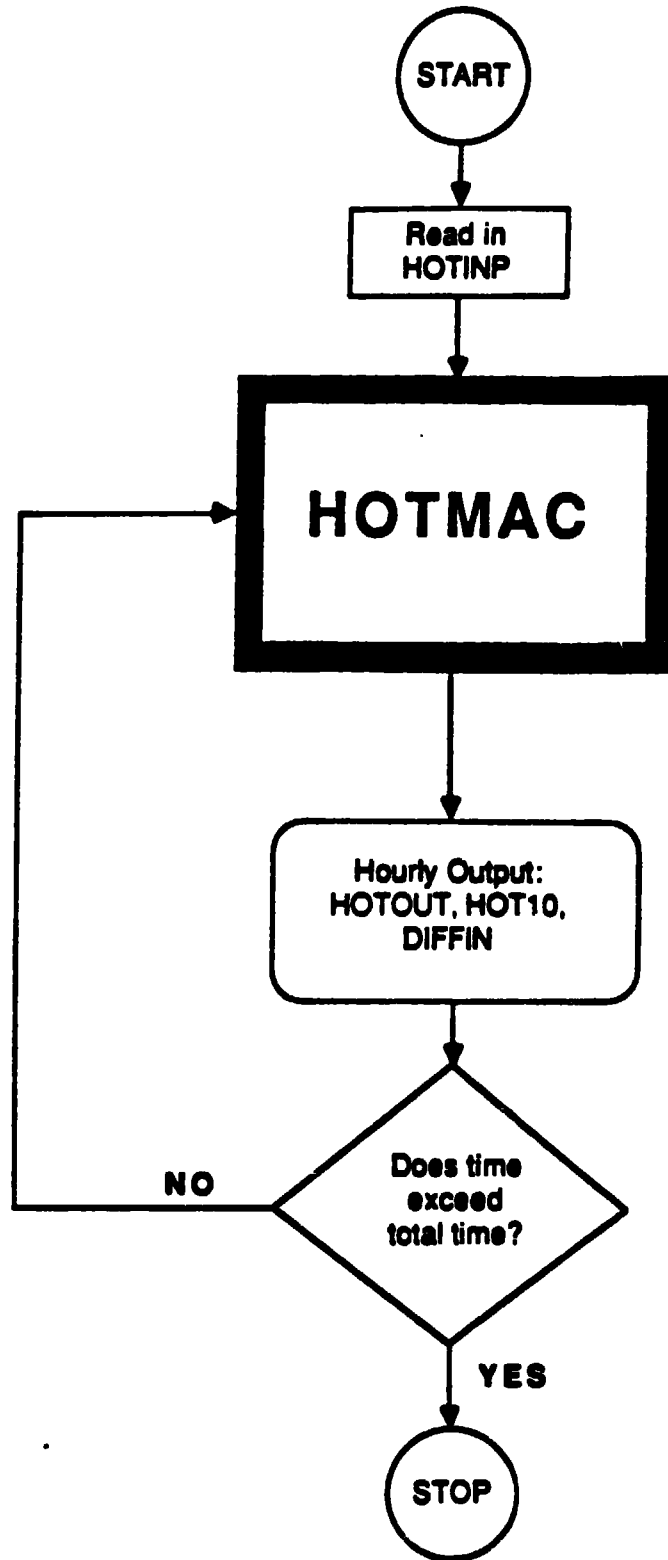 START
Read in
HOTINP
HOTMAC
Hourly Output:
HOTOUT, HOT10,
DIFFIN
Does time
exceed
total time?
NO
YES
STOP